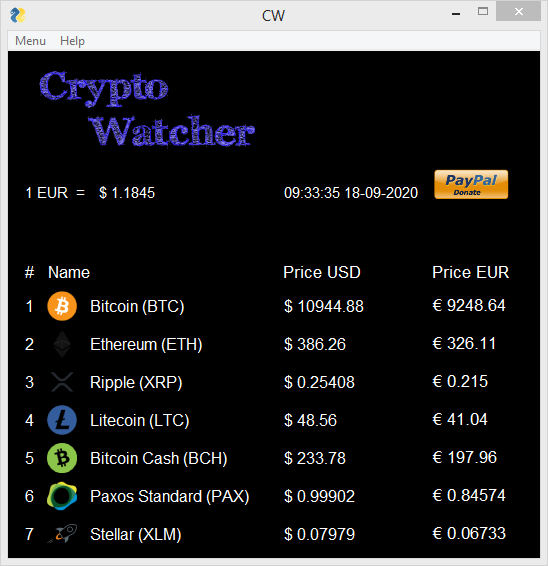 CW
Menu Help
Crypto
Watcher
1 EUR = $ 1.1845 09:33:35 18-09-2020 PayPal
Donate
# Name Price USD Price EUR
1 Bitcoin (BTC) $ 10944.88 € 9248.64
2 Ethereum (ETH) $ 386.26 € 326.11
3 Ripple (XRP) $ 0.25408 € 0.215
4 Litecoin (LTC) $ 48.56 € 41.04
5 Bitcoin Cash (BCH) $ 233.78 € 197.96
6 Paxos Standard (PAX) $ 0.99902 € 0.84574
7 Stellar (XLM) $ 0.07979 € 0.06733